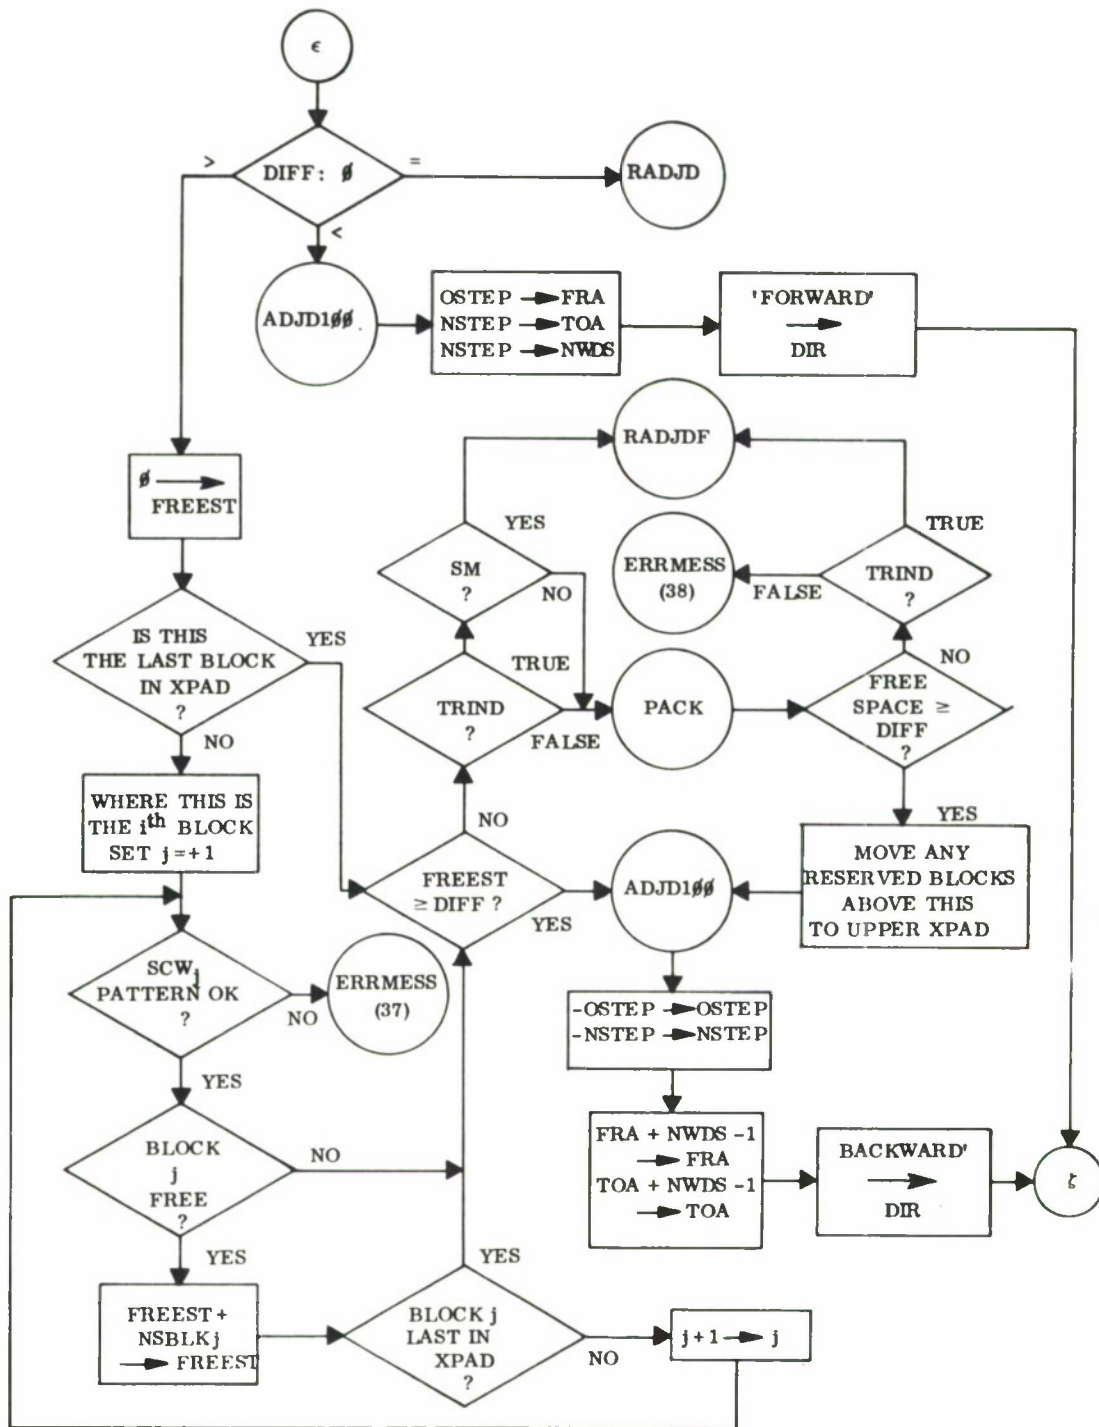 ϵ
>
DIFF: ∅
=
RADJD
<
ADJD1∅∅
OSTEP → FRA
NSTEP → TOA
NSTEP → NWDS
'FORWARD'
→
DIR
∅ →
FREEST
RADJDF
YES
TRUE
SM
?
NO
ERRMESS
(38)
FALSE
TRIND
?
IS THIS
THE LAST BLOCK
IN XPAD
?
YES
NO
TRUE
TRIND
?
FALSE
PACK
NO
FREE
SPACE ≥
DIFF
?
YES
WHERE THIS IS
THE ith BLOCK
SET j=+1
NO
FREEST
≥ DIFF ?
YES
ADJD1∅∅
MOVE ANY
RESERVED BLOCKS
ABOVE THIS
TO UPPER XPAD
SCWj
PATTERN OK
?
NO
ERRMESS
(37)
YES
-OSTEP → OSTEP
-NSTEP → NSTEP
BLOCK
j
FREE
?
NO
YES
FRA + NWDS -1
→ FRA
TOA + NWDS -1
→ TOA
BACKWARD'
→
DIR
ζ
FREEST +
NSBLKj
→ FREEST
YES
BLOCK j
LAST IN
XPAD
?
NO
j+1 → j